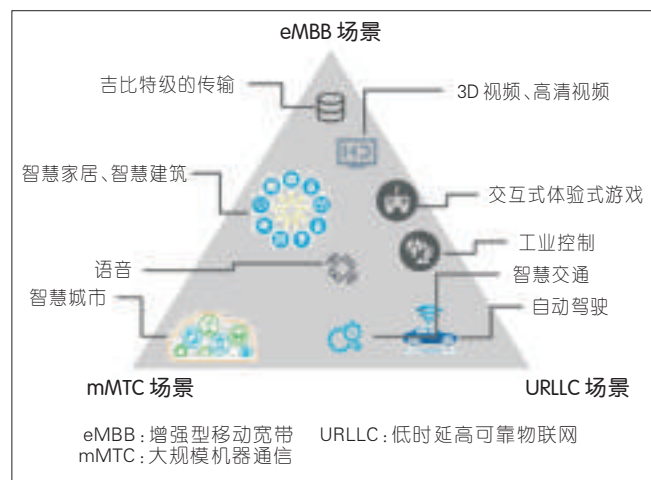 eMBB 场景
吉比特级的传输
3D 视频、高清视频
智慧家居、智慧建筑
交互式体验式游戏
工业控制
语音
智慧交通
智慧城市
自动驾驶
mMTC 场景
URLLC 场景
eMBB：增强型移动宽带 URLLC：低时延高可靠物联网
mMTC：大规模机器通信